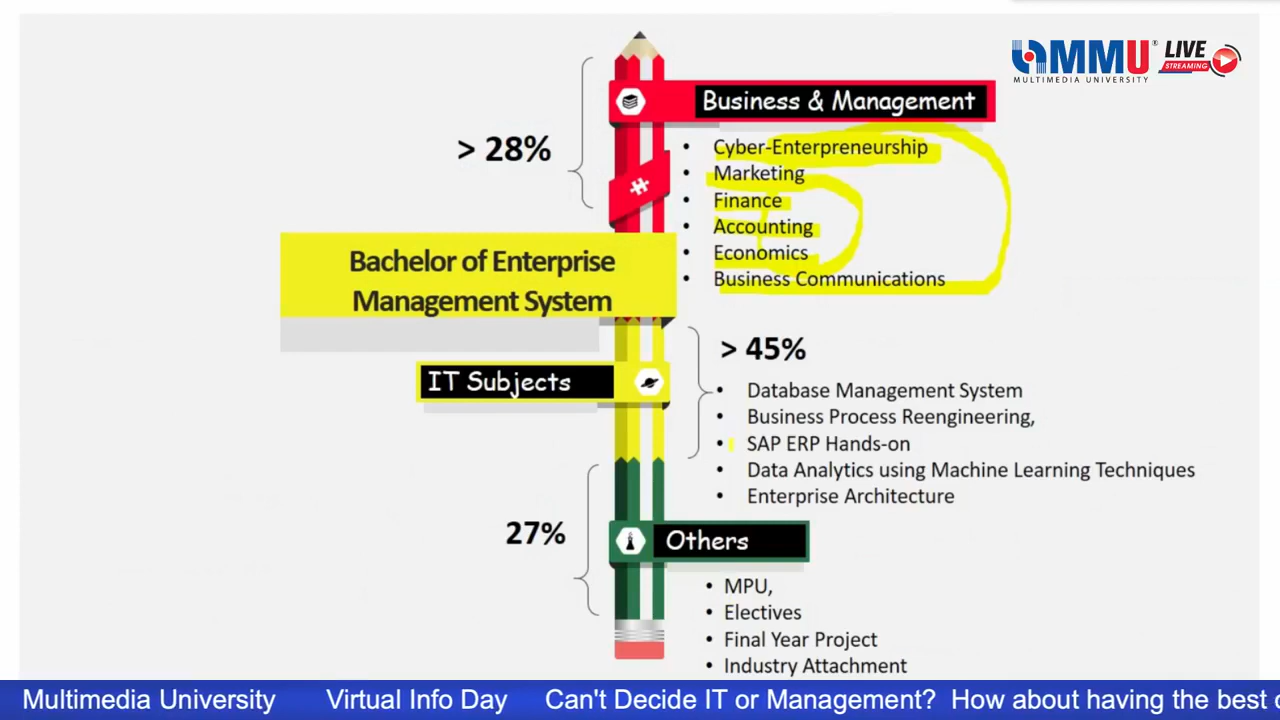 MMU LIVE
STREAMING
MULTIMEDIA UNIVERSITY
Business & Management
> 28%
• Cyber-Enterpreneurship
• Marketing
• Finance
• Accounting
• Economics
• Business Communications
Bachelor of Enterprise
Management System
> 45%
IT Subjects
• Database Management System
• Business Process Reengineering,
• SAP ERP Hands-on
• Data Analytics using Machine Learning Techniques
• Enterprise Architecture
27%
Others
• MPU,
• Electives
• Final Year Project
• Industry Attachment
Multimedia University Virtual Info Day Can't Decide IT or Management? How about having the best